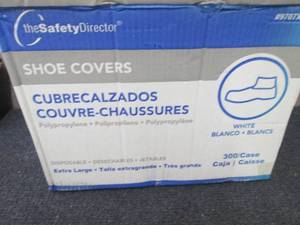 theSafetyDirector®
SHOE COVERS
CUBRECALZADOS
COUVRE-CHAUSSURES
Polypropylene • Polipropileno • Polypropylène
DISPOSABLE • DESECHABLES • JETABLES
Extra Large • Talla extragrande • Très grande
WHITE
BLANCO • BLANCS
300/Case
Caja / Caisse